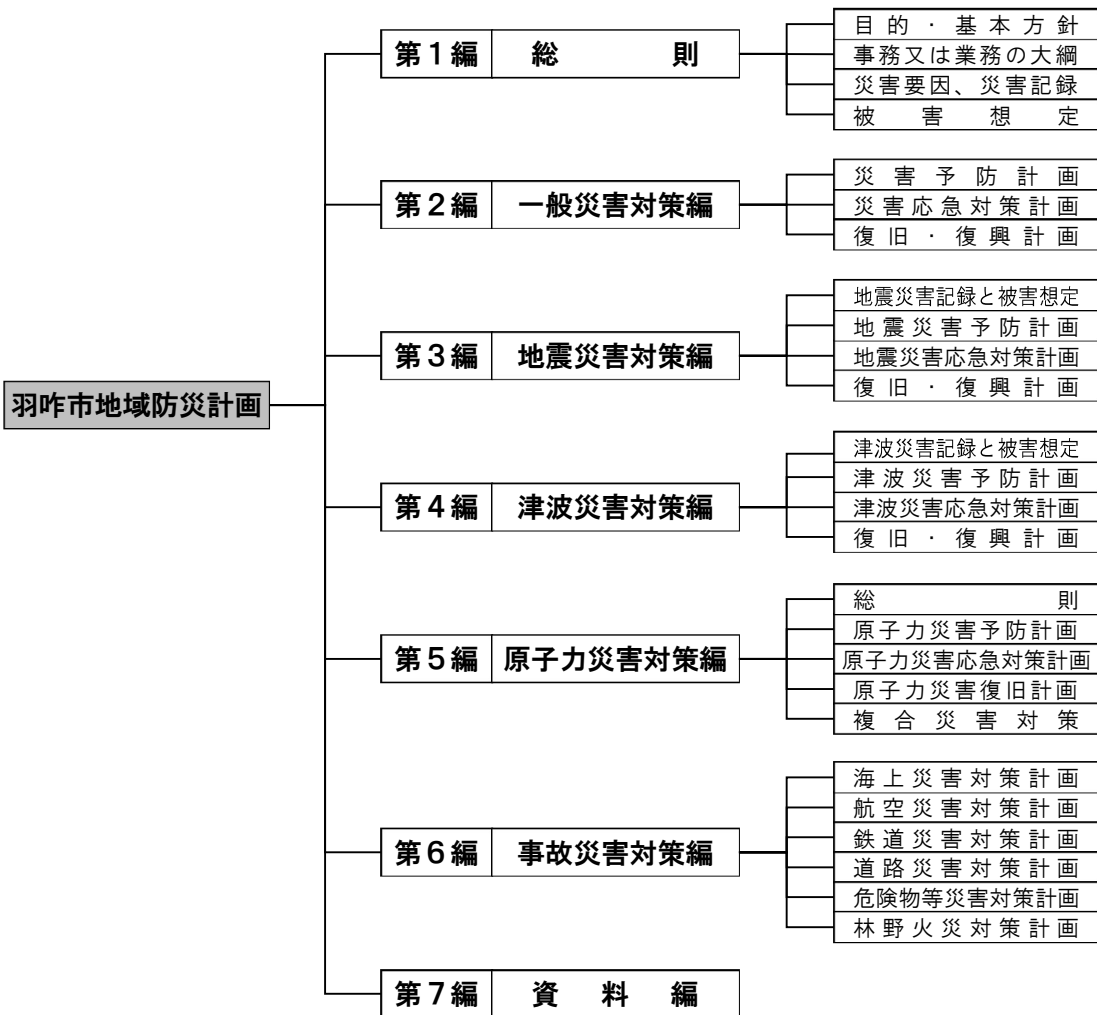 羽咋市地域防災計画
第1編 総則
目的・基本方針
事務又は業務の大綱
災害要因、災害記録
被害想定
第2編 一般災害対策編
災害予防計画
災害応急対策計画
復旧・復興計画
第3編 地震災害対策編
地震災害記録と被害想定
地震災害予防計画
地震災害応急対策計画
復旧・復興計画
第4編 津波災害対策編
津波災害記録と被害想定
津波災害予防計画
津波災害応急対策計画
復旧・復興計画
第5編 原子力災害対策編
総則
原子力災害予防計画
原子力災害応急対策計画
原子力災害復旧計画
複合災害対策
第6編 事故災害対策編
海上災害対策計画
航空災害対策計画
鉄道災害対策計画
道路災害対策計画
危険物等災害対策計画
林野火災対策計画
第7編 資料編